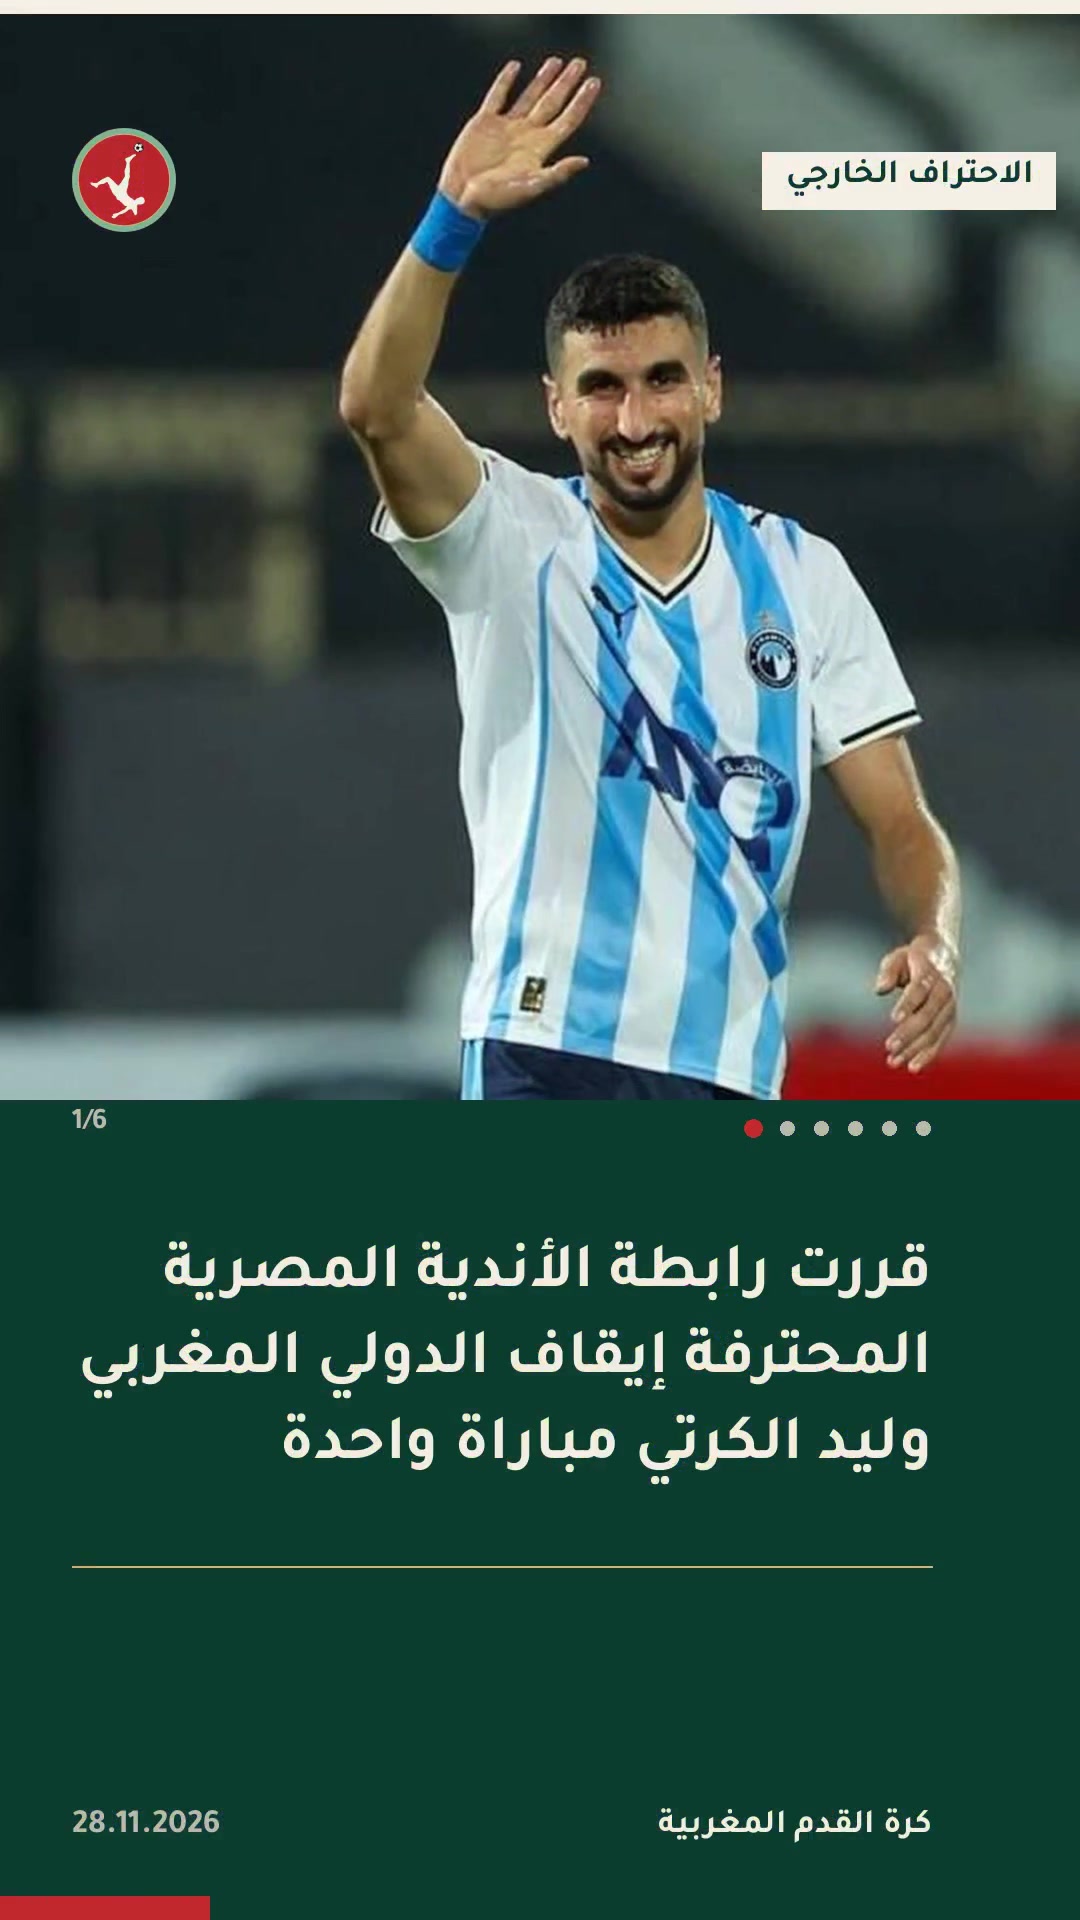 الاحتراف الخارجي
1/6
قررت رابطة الأندية المصرية
المحترفة إيقاف الدولي المغربي
وليد الكرتي مباراة واحدة
كرة القدم المغربية
28.11.2026